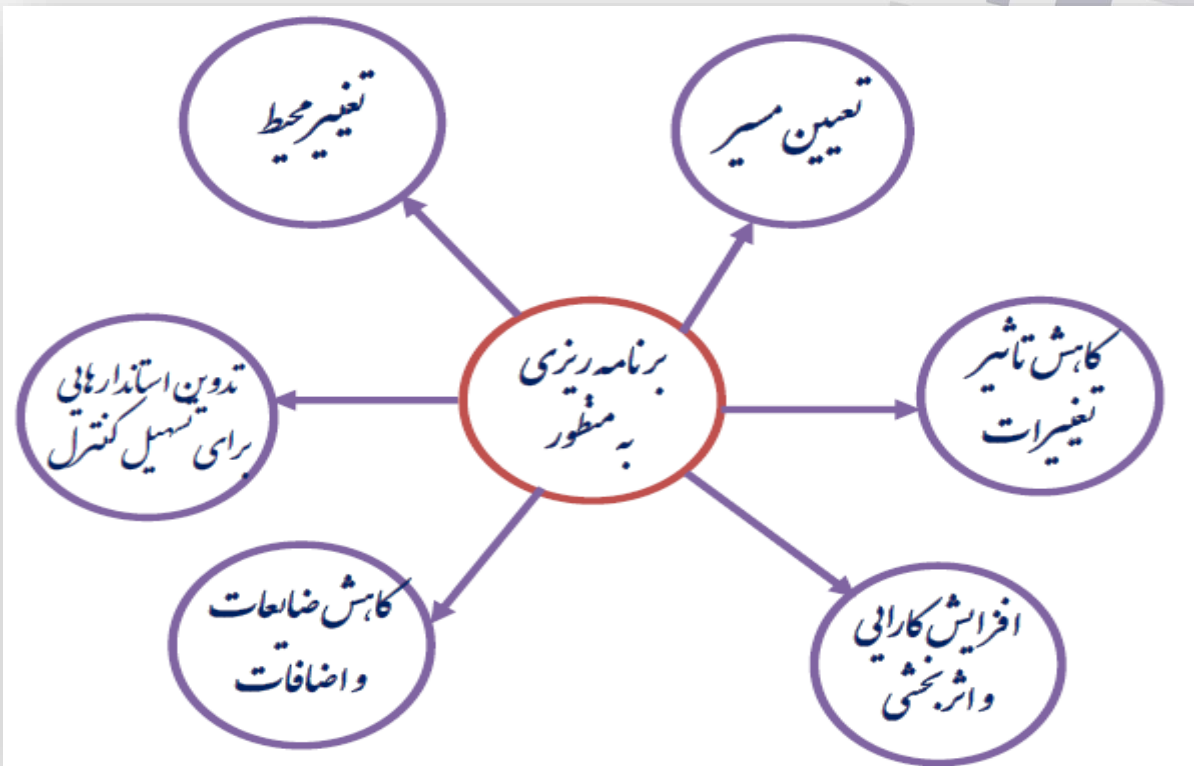 تعیین مسیر
تغییر محیط
برنامه ریزی
به منظور
کاهش تاثیر
تغییرات
تدوین استاندارهایی
برای تسهیل کنترل
افزایش کارایی
و اثربخشی
کاهش ضایعات
و اضافات